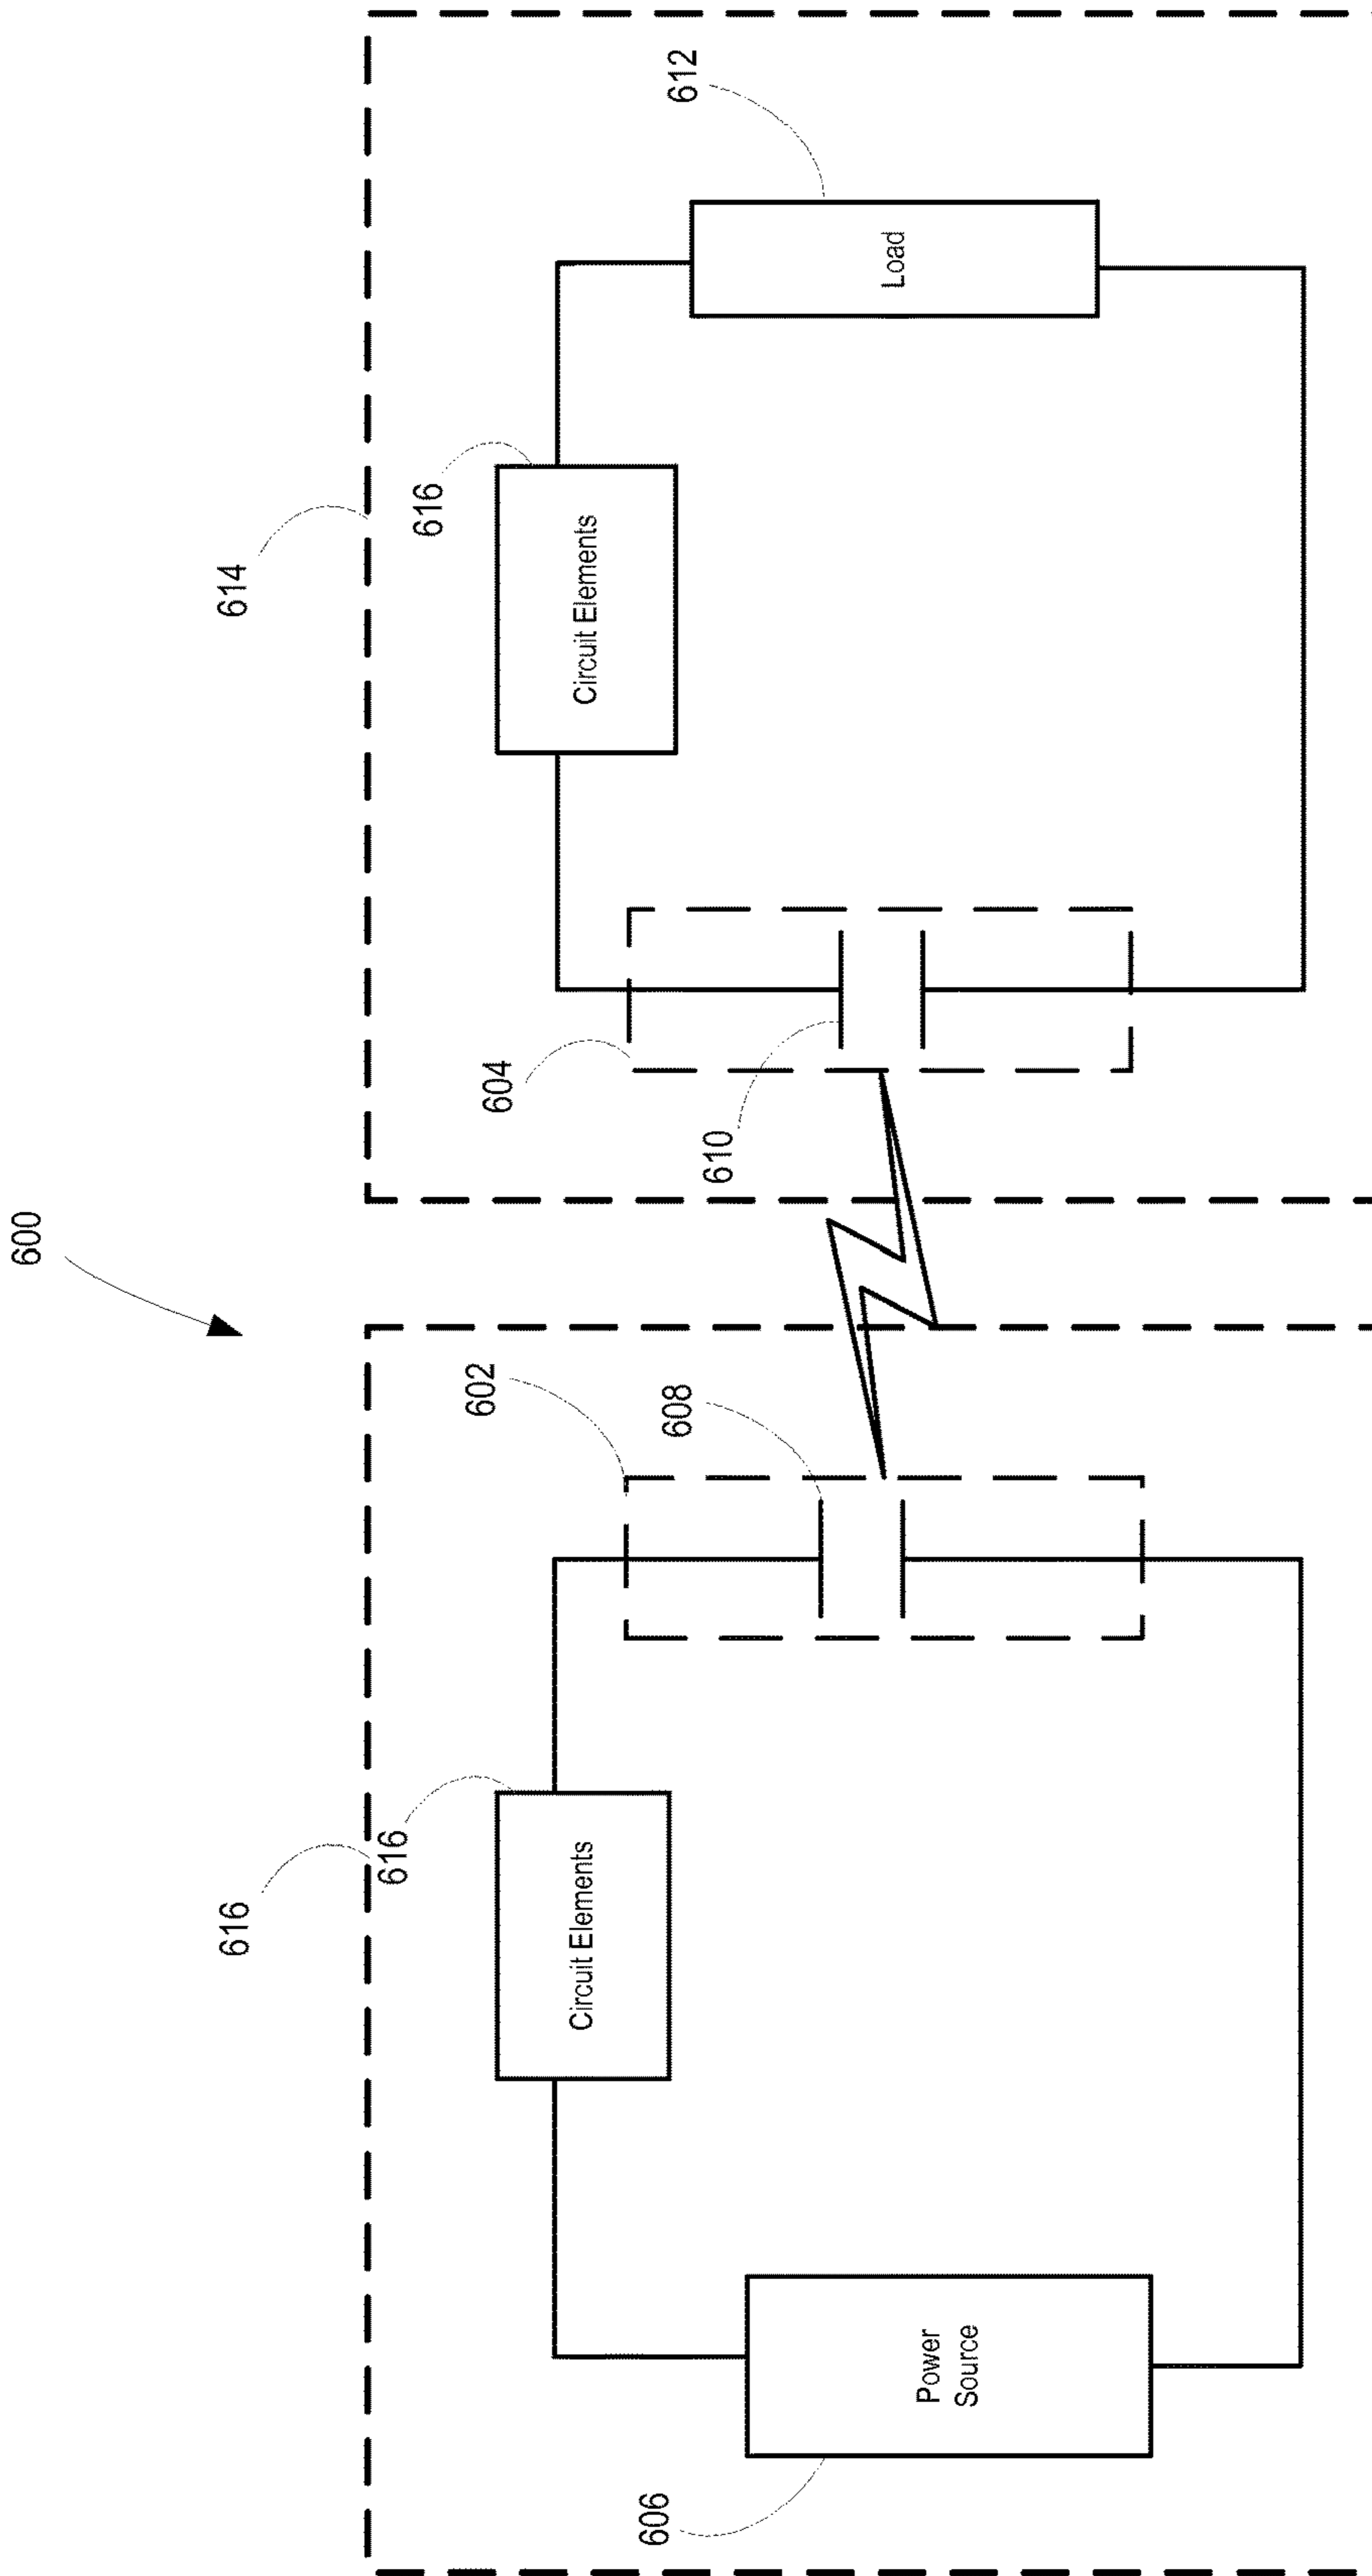 600
616
614
616
Circuit Elements
602
608
604
610
616
Circuit Elements
612
Load
606
Power
Source